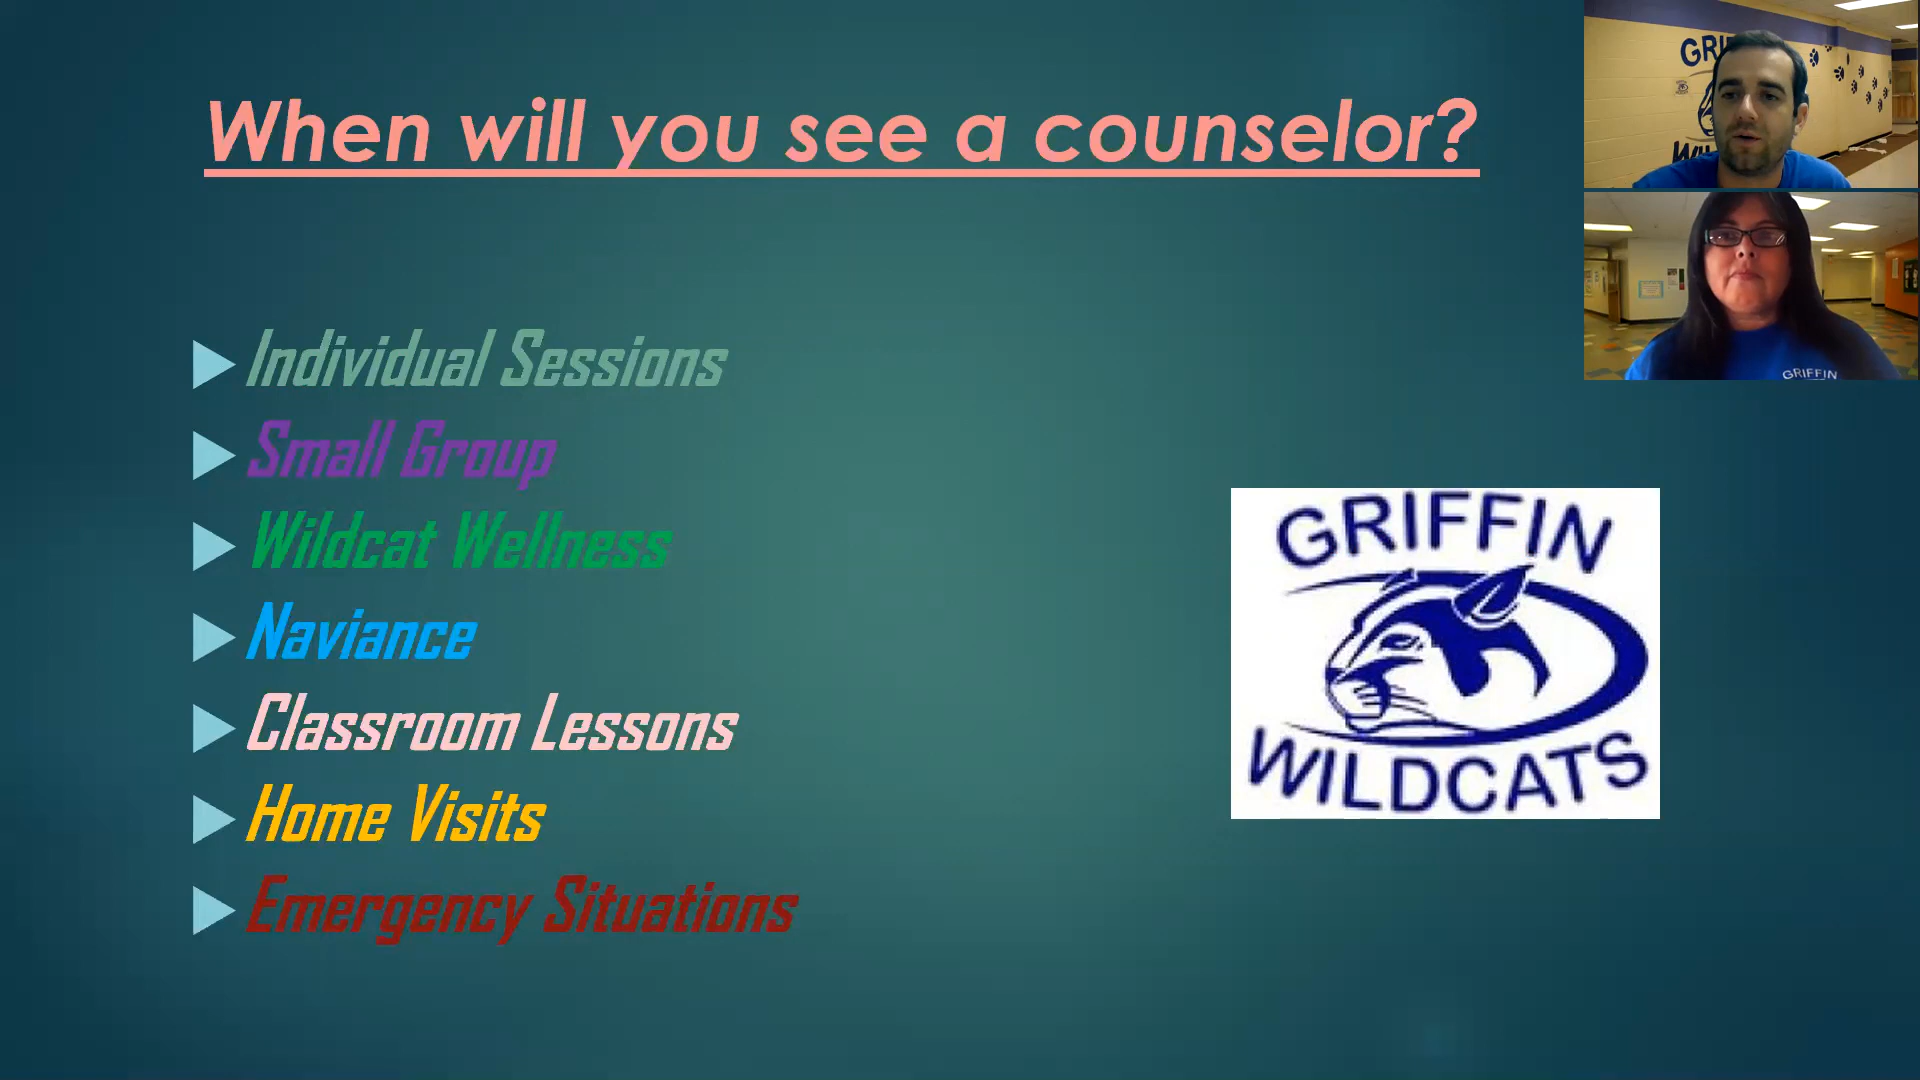 When will you see a counselor?
Individual Sessions
Small Group
Wildcat Wellness
Naviance
Classroom Lessons
Home Visits
Emergency Situations
GRIFFIN
WILDCATS
GRIFFIN